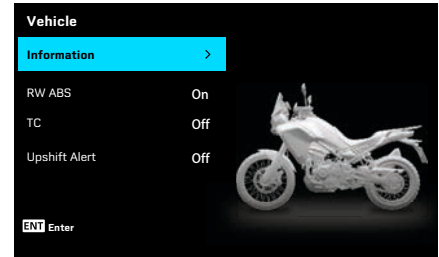 Vehicle
Information >
RW ABS On
TC Off
Upshift Alert Off
ENT Enter